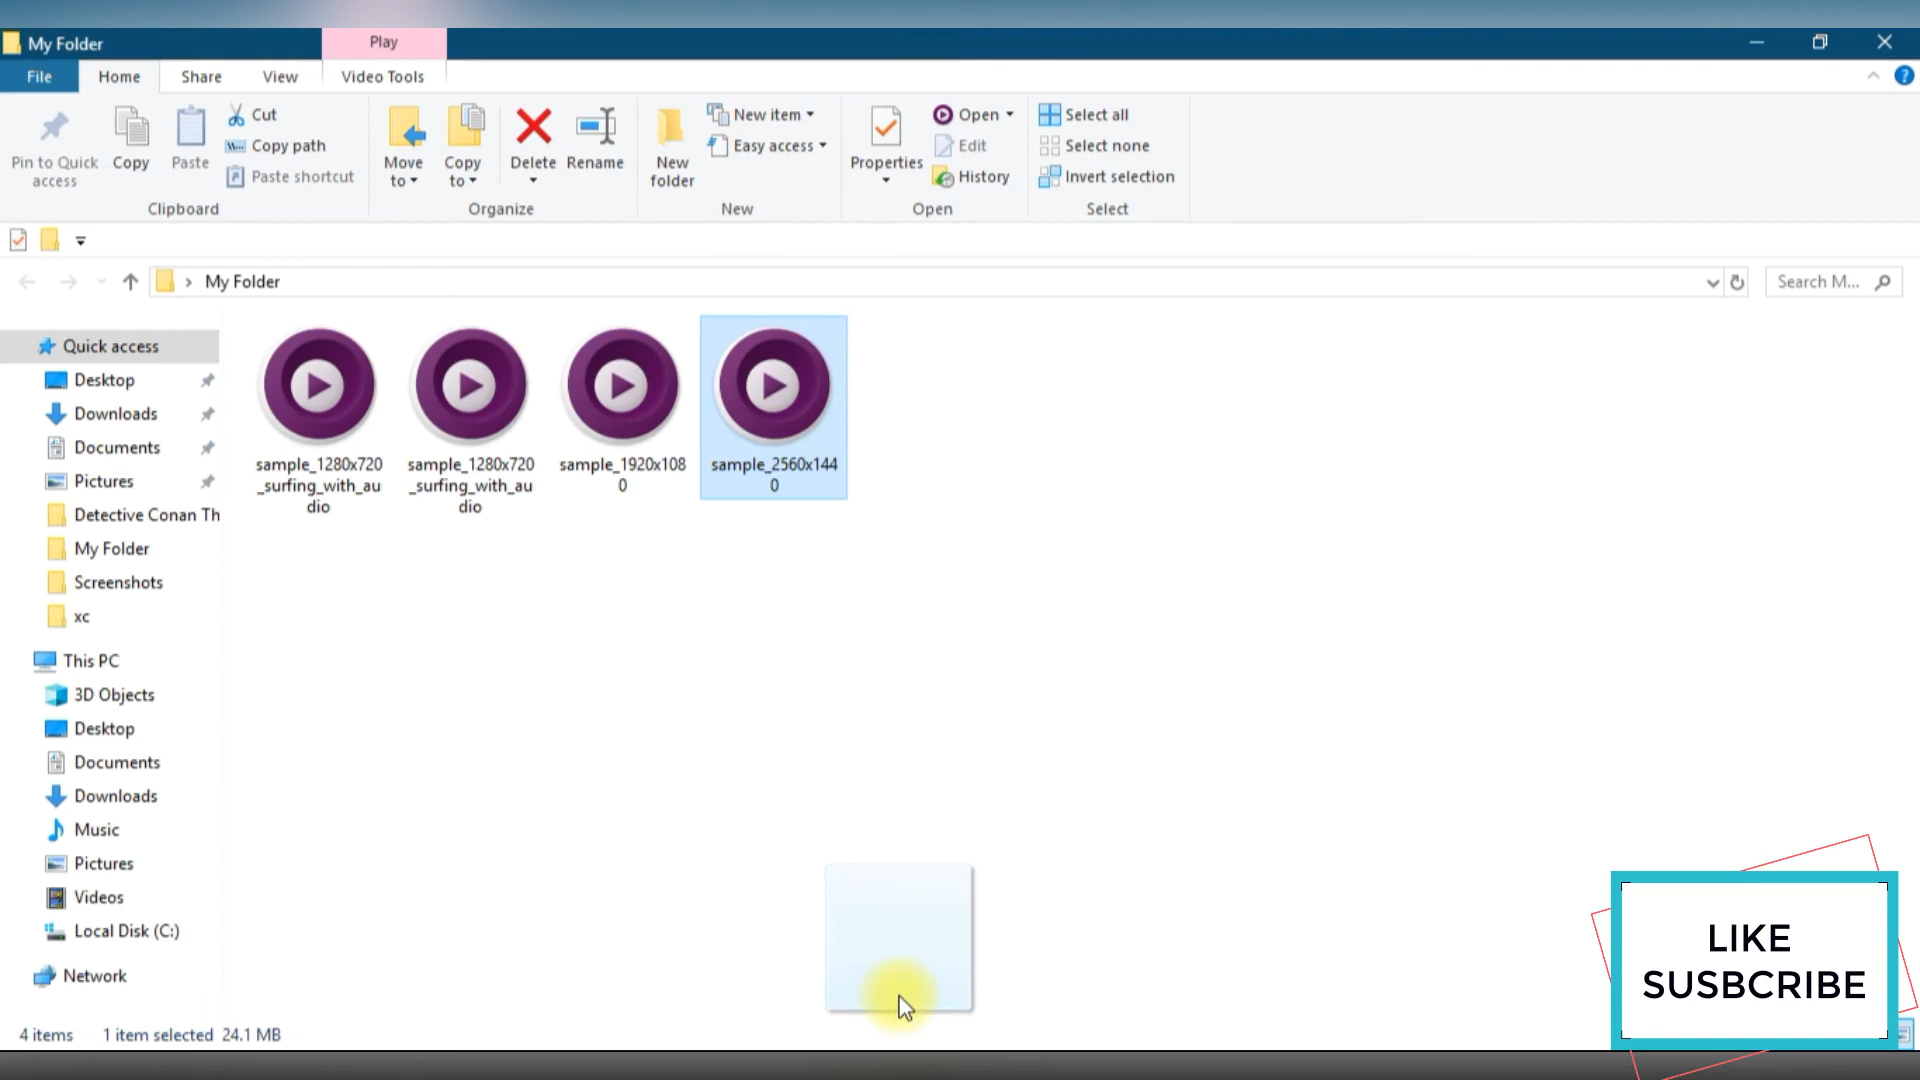 My Folder
Play
File
Home
Share
View
Video Tools
Pin to Quick
access
Copy
Paste
Cut
Copy path
Paste shortcut
Clipboard
Move
to
Copy
to
Delete
Rename
Organize
New
folder
New item
Easy access
New
Properties
Open
Edit
History
Open
Select all
Select none
Invert selection
Select
My Folder
Search M...
Quick access
Desktop
Downloads
Documents
Pictures
Detective Conan Th
My Folder
Screenshots
xc
This PC
3D Objects
Desktop
Documents
Downloads
Music
Pictures
Videos
Local Disk (C:)
Network
sample_1280x720
_surfing_with_au
dio
sample_1280x720
_surfing_with_au
dio
sample_1920x108
0
sample_2560x144
0
4 items
1 item selected 24.1 MB
LIKE
SUSBCRIBE